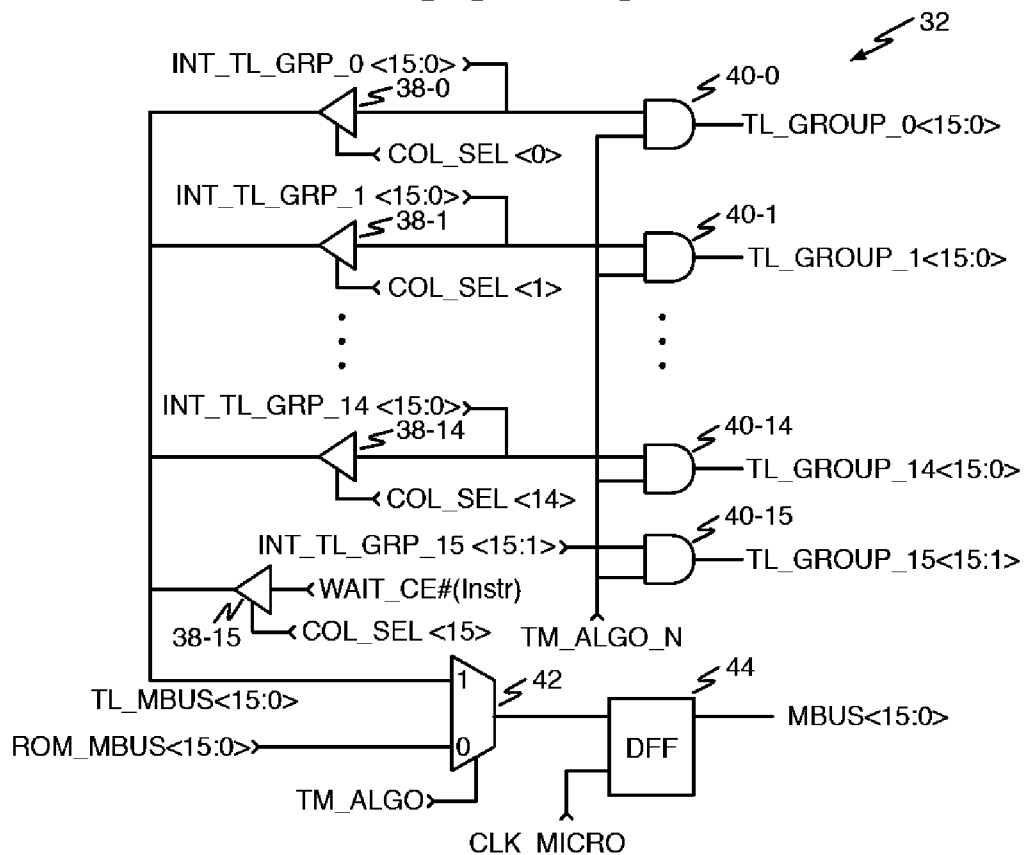 32
INT_TL_GRP_0 <15:0>
38-0
40-0
TL_GROUP_0<15:0>
COL_SEL <0>
INT_TL_GRP_1 <15:0>
38-1
40-1
TL_GROUP_1<15:0>
COL_SEL <1>
INT_TL_GRP_14 <15:0>
38-14
40-14
TL_GROUP_14<15:0>
COL_SEL <14>
40-15
INT_TL_GRP_15 <15:1>
TL_GROUP_15<15:1>
WAIT_CE#(Instr)
38-15
COL_SEL <15>
TM_ALGO_N
1
42
44
TL_MBUS<15:0>
MBUS<15:0>
ROM_MBUS<15:0>
0
DFF
TM_ALGO
CLK_MICRO